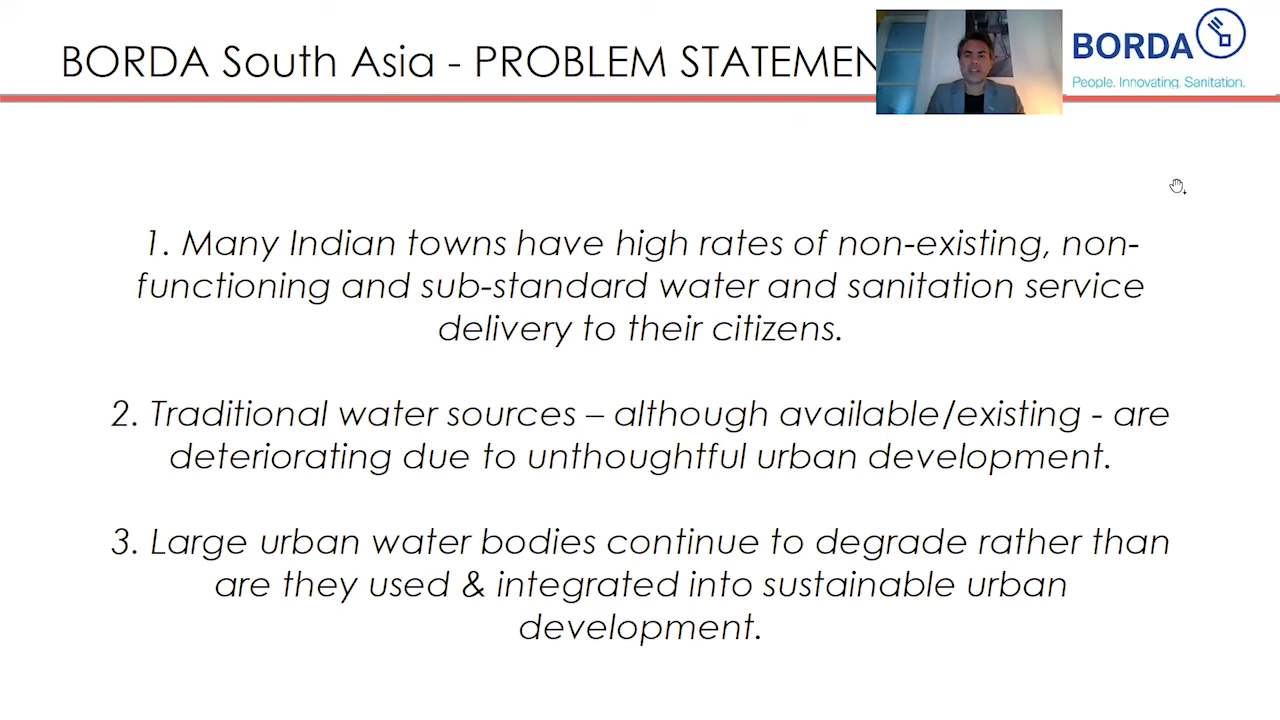 BORDA South Asia - PROBLEM STATEMEN
BORDA
People. Innovating. Sanitation.
1. Many Indian towns have high rates of non-existing, non-
functioning and sub-standard water and sanitation service
delivery to their citizens.
2. Traditional water sources – although available/existing - are
deteriorating due to unthoughtful urban development.
3. Large urban water bodies continue to degrade rather than
are they used & integrated into sustainable urban
development.